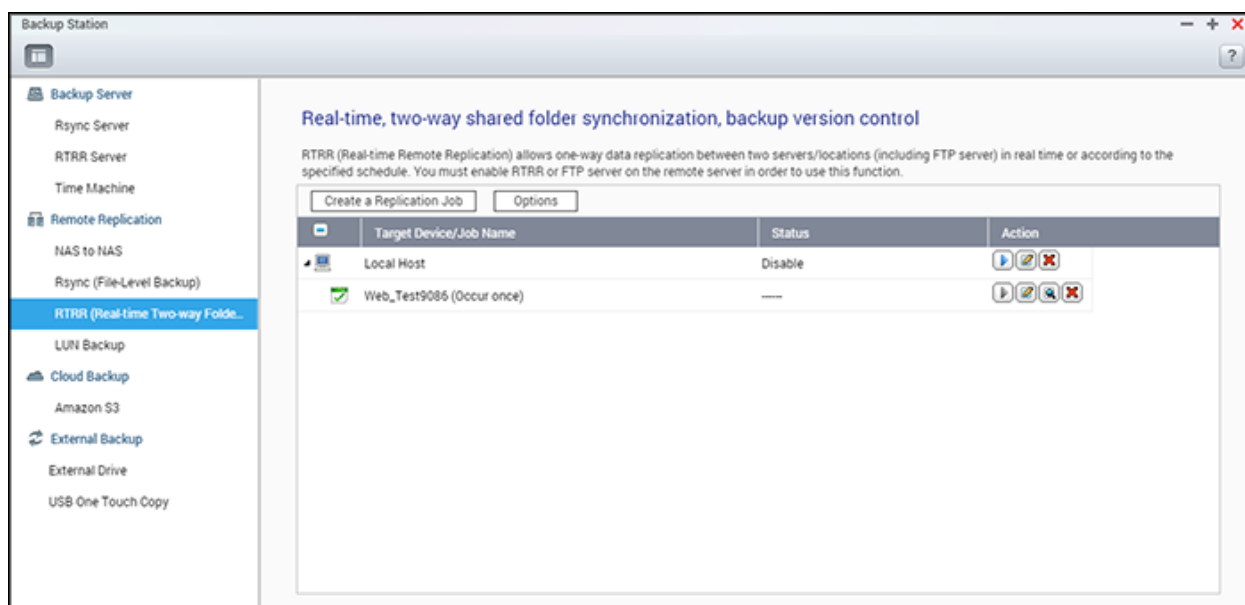 Backup Station
?
Backup Server
Rsync Server
RTRR Server
Time Machine
Remote Replication
NAS to NAS
Rsync (File-Level Backup)
RTRR (Real-time Two-way Folde...
LUN Backup
Cloud Backup
Amazon S3
External Backup
External Drive
USB One Touch Copy
Real-time, two-way shared folder synchronization, backup version control
RTRR (Real-time Remote Replication) allows one-way data replication between two servers/locations (including FTP server) in real time or according to the
specified schedule. You must enable RTRR or FTP server on the remote server in order to use this function.
Create a Replication Job Options
Target Device/Job Name Status Action
Local Host Disable
Web_Test9086 (Occur once) -----